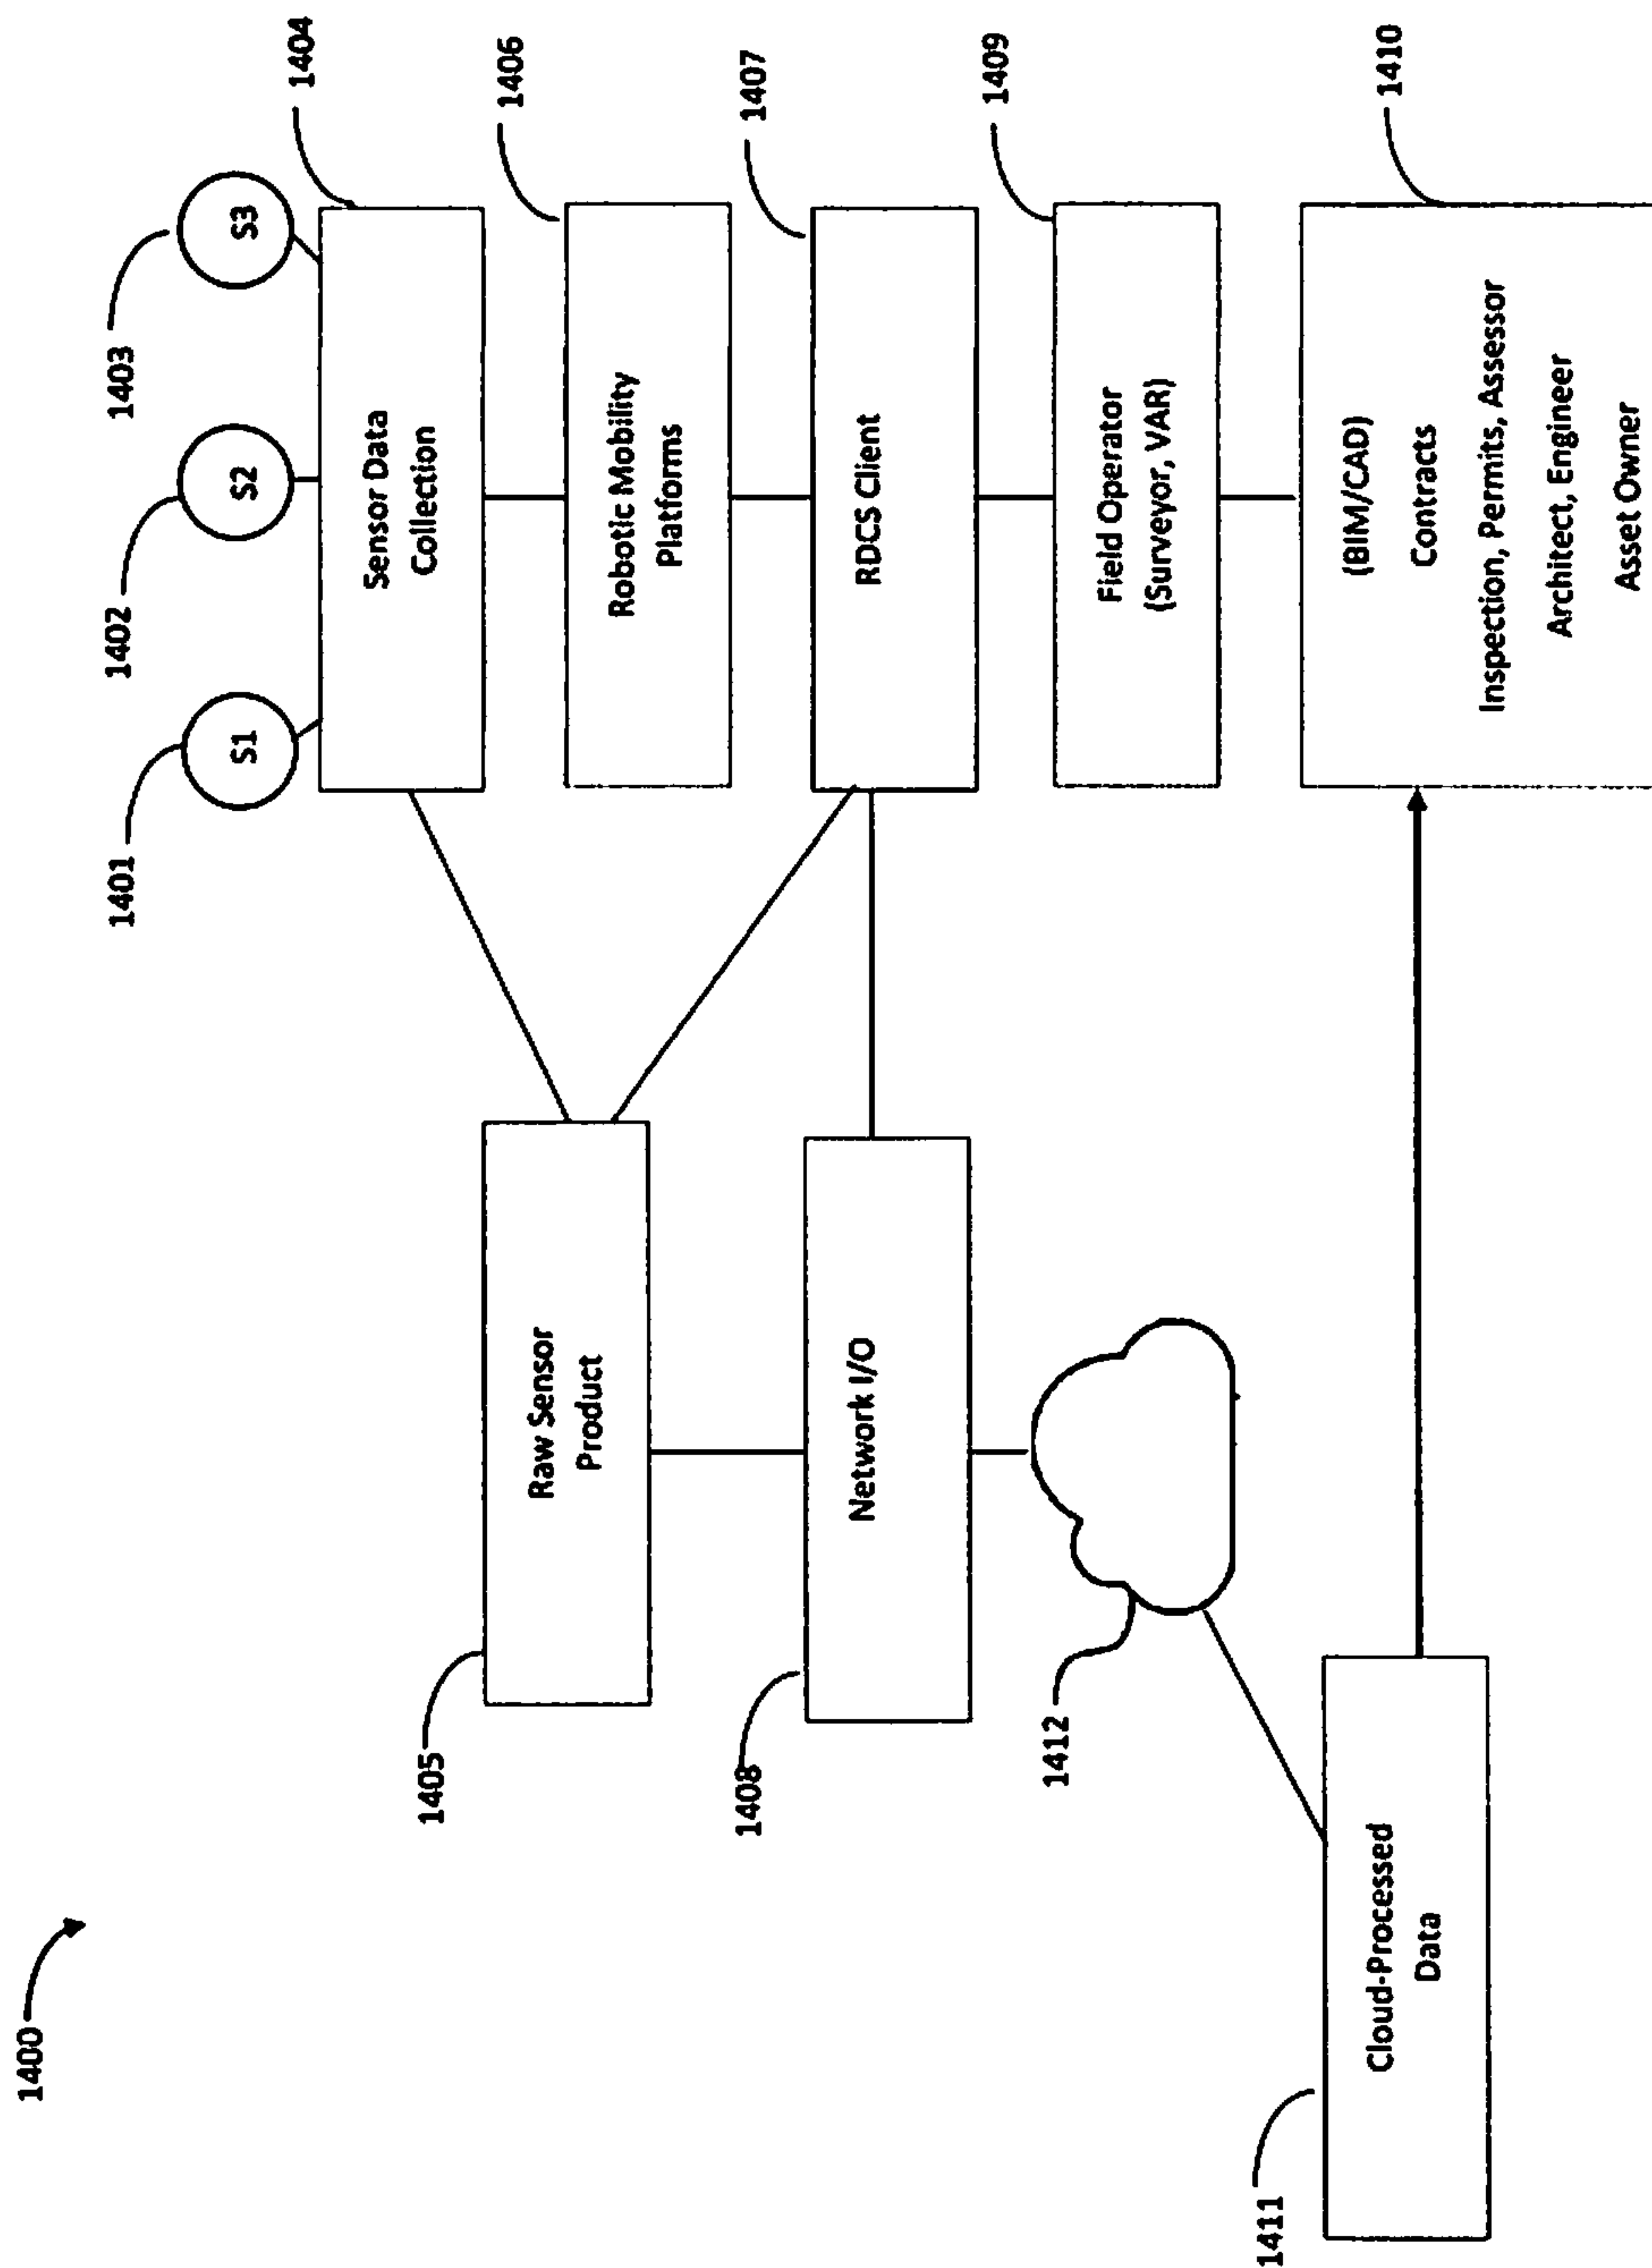 1400
1401
1402
1403
S1
S2
S3
1404
Sensor Data
Collection
1405
Raw Sensor
Product
1406
Robotic Mobility
Platforms
1407
RDCS Client
1408
Network I/O
1409
Field Operator
(Surveyor, VAR)
1412
1410
(BIM/CAD)
Contracts
Inspection, Permits, Assessor
Architect, Engineer
Asset Owner
1411
Cloud-Processed
Data